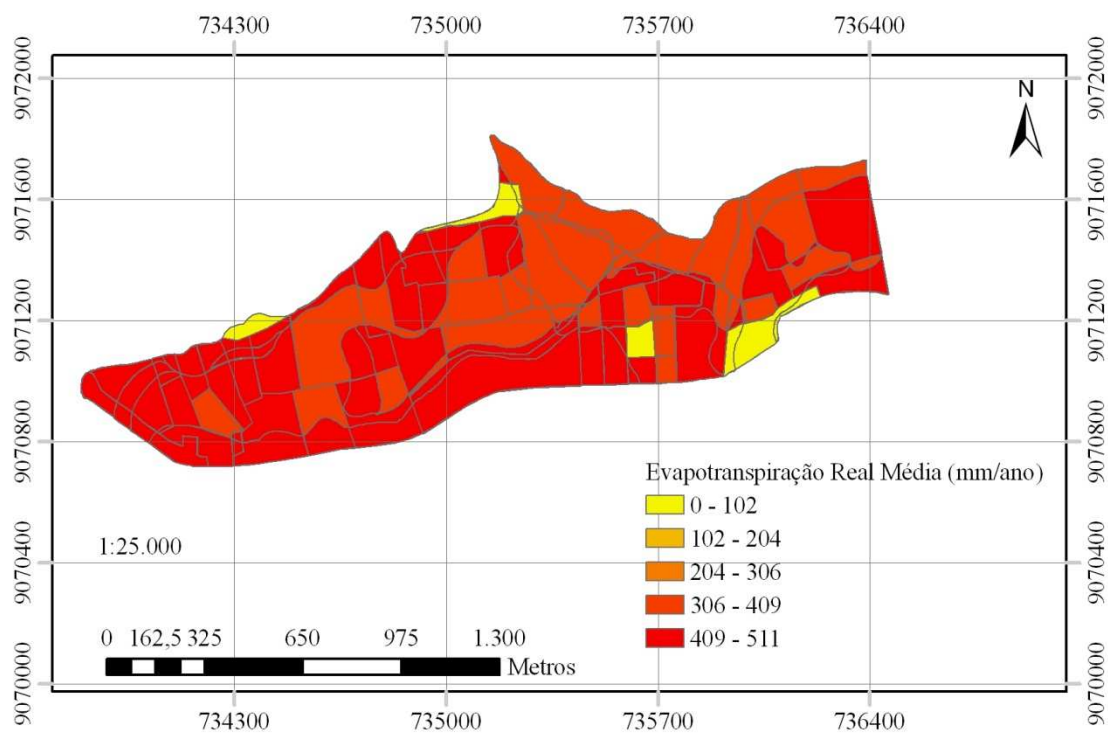 734300 735000 735700 736400
9072000 9072000
N
9071600 9071600
9071200 9071200
9070800 9070800
Evapotranspiração Real Média (mm/ano)
0 - 102
102 - 204
204 - 306
306 - 409
409 - 511
1:25.000
9070400 9070400
0 162,5 325 650 975 1.300
Metros
9070000 9070000
734300 735000 735700 736400